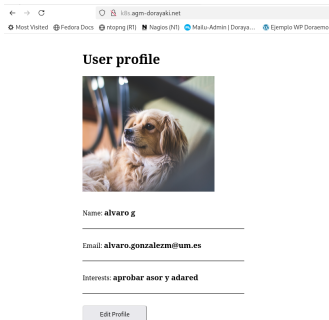 k8s.agm-dorayaki.net
Most Visited Fedora Docs ntopng (R1) Nagios (N1) Mailu-Admin | Doraya... Ejemplo WP Doraemo
User profile
Name: alvaro g
Email: alvaro.gonzalezm@um.es
Interests: aprobar asor y adared
Edit Profile